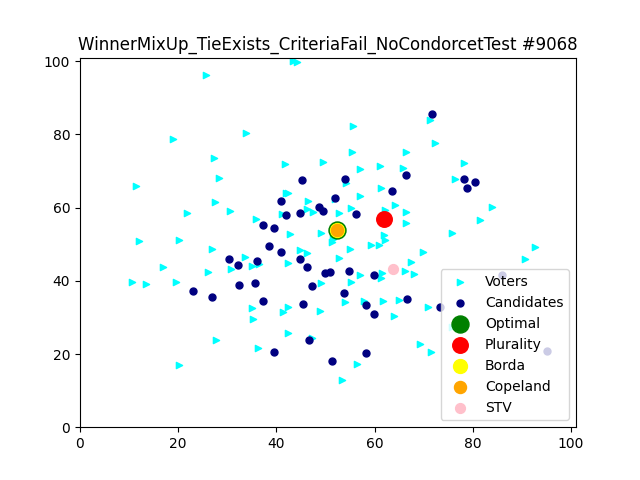 WinnerMixUp_TieExists_CriteriaFail_NoCondorcetTest #9068
100
80
60
40
20
0
0 20 40 60 80 100
Voters
Candidates
Optimal
Plurality
Borda
Copeland
STV